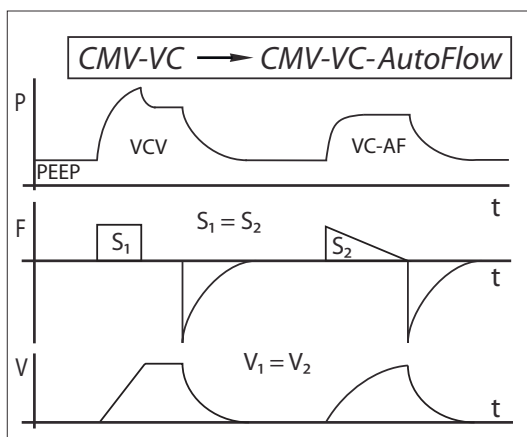 CMV-VC → CMV-VC-AutoFlow
P
VCV
VC-AF
PEEP
t
F
S₁ = S₂
S₁
S₂
t
V
V₁ = V₂
t